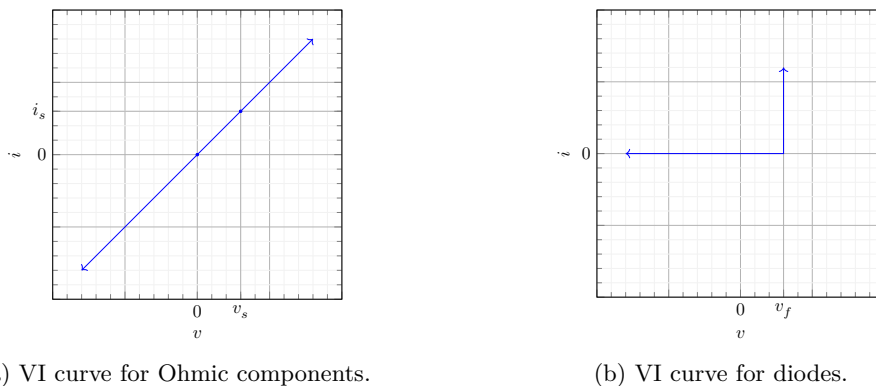 i
i_s
0
0
v_s
v
) VI curve for Ohmic components.
i
0
0
v_f
v
(b) VI curve for diodes.